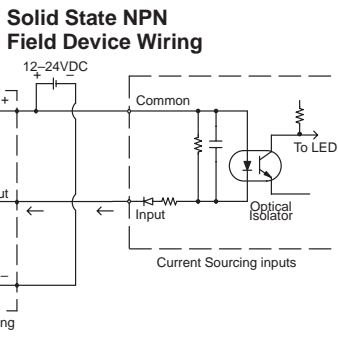 Solid State NPN
Field Device Wiring
12–24VDC
+ –
+
Common
To LED
Input
Optical
Isolator
–
Current Sourcing inputs